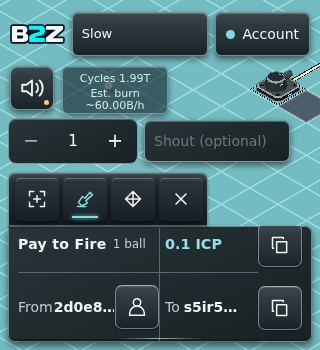 B2Z Slow Account
Cycles 1.99T
Est. burn
~60.00B/h
− 1 + Shout (optional)
Pay to Fire 1 ball 0.1 ICP
From 2d0e8... To s5ir5...